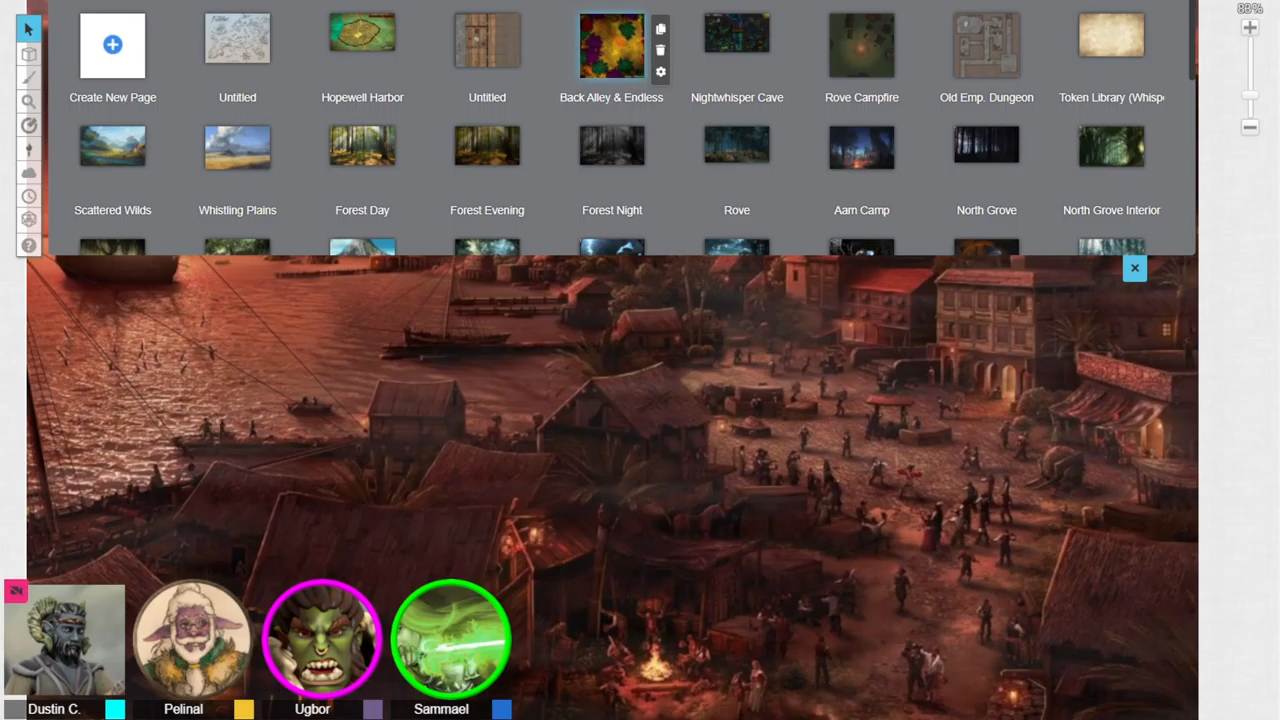 83%
Create New Page
Untitled
Hopewell Harbor
Untitled
Back Alley & Endless
Nightwhisper Cave
Rove Campfire
Old Emp. Dungeon
Token Library (Whisp
Scattered Wilds
Whistling Plains
Forest Day
Forest Evening
Forest Night
Rove
Aarn Camp
North Grove
North Grove Interior
Dustin C.
Pelinal
Ugbor
Sammael